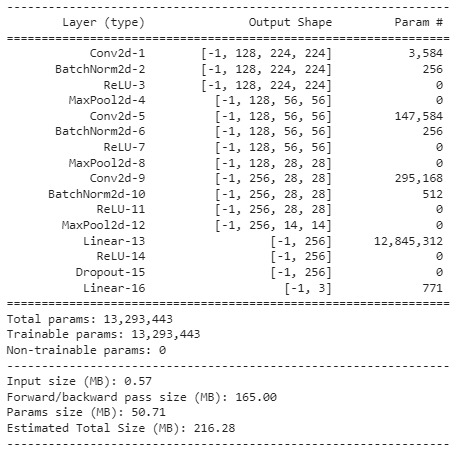 ----------------------------------------------------------------
        Layer (type)               Output Shape         Param #
================================================================
            Conv2d-1        [-1, 128, 224, 224]           3,584
       BatchNorm2d-2        [-1, 128, 224, 224]             256
              ReLU-3        [-1, 128, 224, 224]               0
         MaxPool2d-4          [-1, 128, 56, 56]               0
            Conv2d-5          [-1, 128, 56, 56]         147,584
       BatchNorm2d-6          [-1, 128, 56, 56]             256
              ReLU-7          [-1, 128, 56, 56]               0
         MaxPool2d-8          [-1, 128, 28, 28]               0
            Conv2d-9          [-1, 256, 28, 28]         295,168
      BatchNorm2d-10          [-1, 256, 28, 28]             512
             ReLU-11          [-1, 256, 28, 28]               0
        MaxPool2d-12          [-1, 256, 14, 14]               0
           Linear-13                  [-1, 256]      12,845,312
             ReLU-14                  [-1, 256]               0
          Dropout-15                  [-1, 256]               0
           Linear-16                    [-1, 3]             771
================================================================
Total params: 13,293,443
Trainable params: 13,293,443
Non-trainable params: 0
----------------------------------------------------------------
Input size (MB): 0.57
Forward/backward pass size (MB): 165.00
Params size (MB): 50.71
Estimated Total Size (MB): 216.28
----------------------------------------------------------------